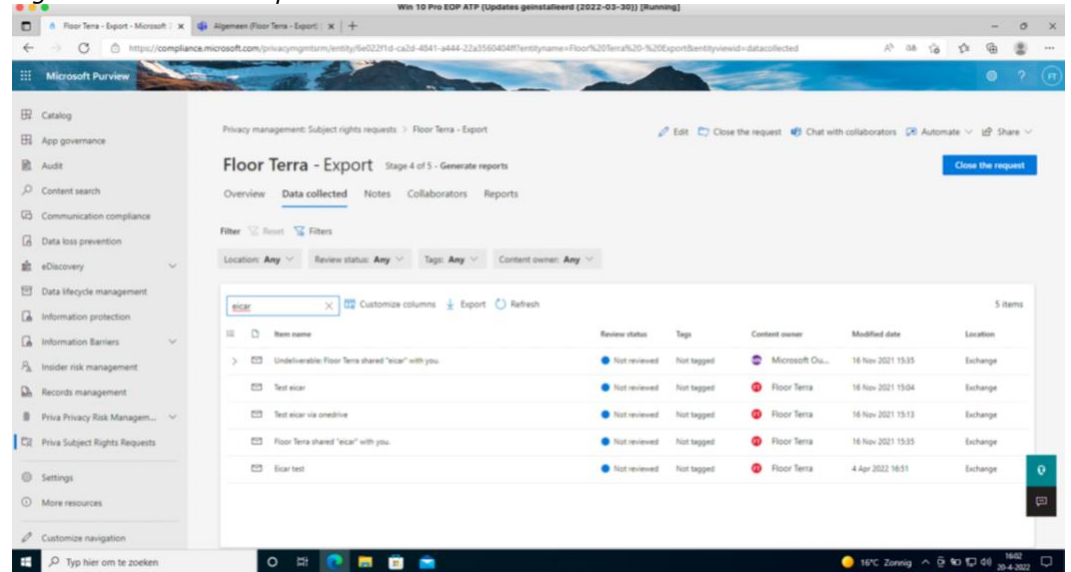 Win 10 Pro EOP ATP (Updates geinstalleerd (2022-03-30)) [Running]
Floor Terra - Export - Microsoft
Algemeen (Floor Terra - Export)
https://compliance.microsoft.com/privacymgmtsrm/entity/6e022f1d-ca2d-4841-a444-22a3560404ff?entityname=Floor%20Terra%20-%20Export&entityviewid=datacollected
Microsoft Purview
FT
Catalog
App governance
Audit
Content search
Communication compliance
Data loss prevention
eDiscovery
Data lifecycle management
Information protection
Information Barriers
Insider risk management
Records management
Priva Privacy Risk Managem...
Priva Subject Rights Requests
Settings
More resources
Customize navigation
Privacy management: Subject rights requests > Floor Terra - Export
Edit Close the request Chat with collaborators Automate Share
Floor Terra - Export Stage 4 of 5 - Generate reports
Close the request
Overview Data collected Notes Collaborators Reports
Filter Reset Filters
Location: Any Review status: Any Tags: Any Content owner: Any
eicar Customize columns Export Refresh 5 items
Item name Review status Tags Content owner Modified date Location
Undeliverable: Floor Terra shared "eicar" with you. Not reviewed Not tagged Microsoft Ou... 16 Nov 2021 15:35 Exchange
Test eicar Not reviewed Not tagged FT Floor Terra 16 Nov 2021 15:04 Exchange
Test eicar via onedrive Not reviewed Not tagged FT Floor Terra 16 Nov 2021 15:13 Exchange
Floor Terra shared "eicar" with you. Not reviewed Not tagged FT Floor Terra 16 Nov 2021 15:35 Exchange
Eicar test Not reviewed Not tagged FT Floor Terra 4 Apr 2022 16:51 Exchange
Typ hier om te zoeken
16°C Zonnig
16:02
20-4-2022